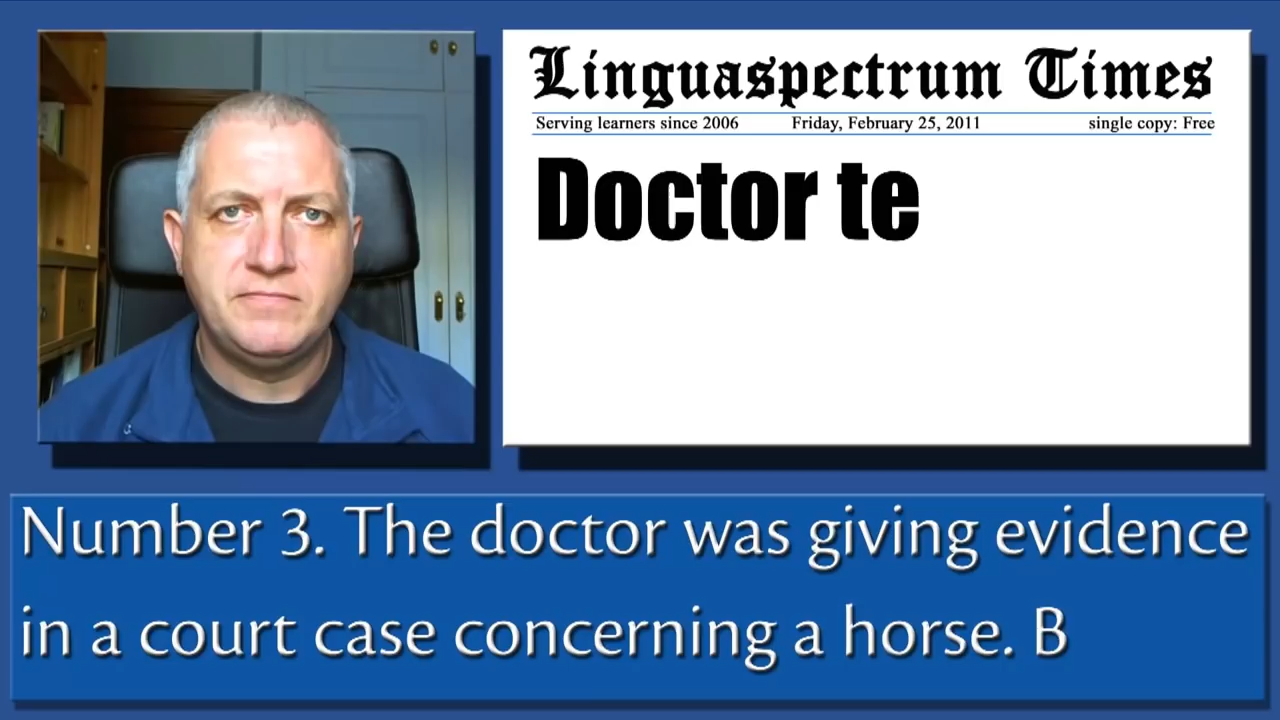 Linguaspectrum Times
Serving learners since 2006 Friday, February 25, 2011 single copy: Free
Doctor te
Number 3. The doctor was giving evidence
in a court case concerning a horse. B